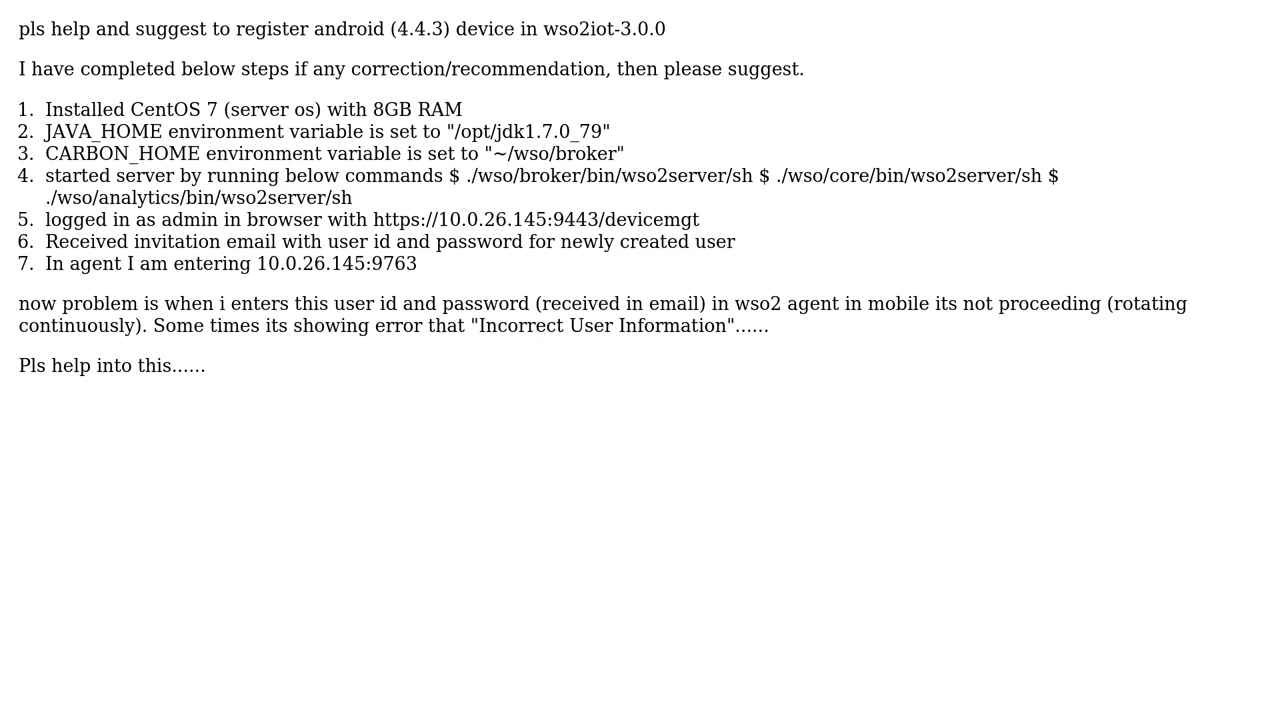 pls help and suggest to register android (4.4.3) device in wso2iot-3.0.0
I have completed below steps if any correction/recommendation, then please suggest.
1. Installed CentOS 7 (server os) with 8GB RAM
2. JAVA_HOME environment variable is set to "/opt/jdk1.7.0_79"
3. CARBON_HOME environment variable is set to "~/wso/broker"
4. started server by running below commands $ ./wso/broker/bin/wso2server/sh $ ./wso/core/bin/wso2server/sh $
./wso/analytics/bin/wso2server/sh
5. logged in as admin in browser with https://10.0.26.145:9443/devicemgt
6. Received invitation email with user id and password for newly created user
7. In agent I am entering 10.0.26.145:9763
now problem is when i enters this user id and password (received in email) in wso2 agent in mobile its not proceeding (rotating
continuously). Some times its showing error that "Incorrect User Information"......
Pls help into this......